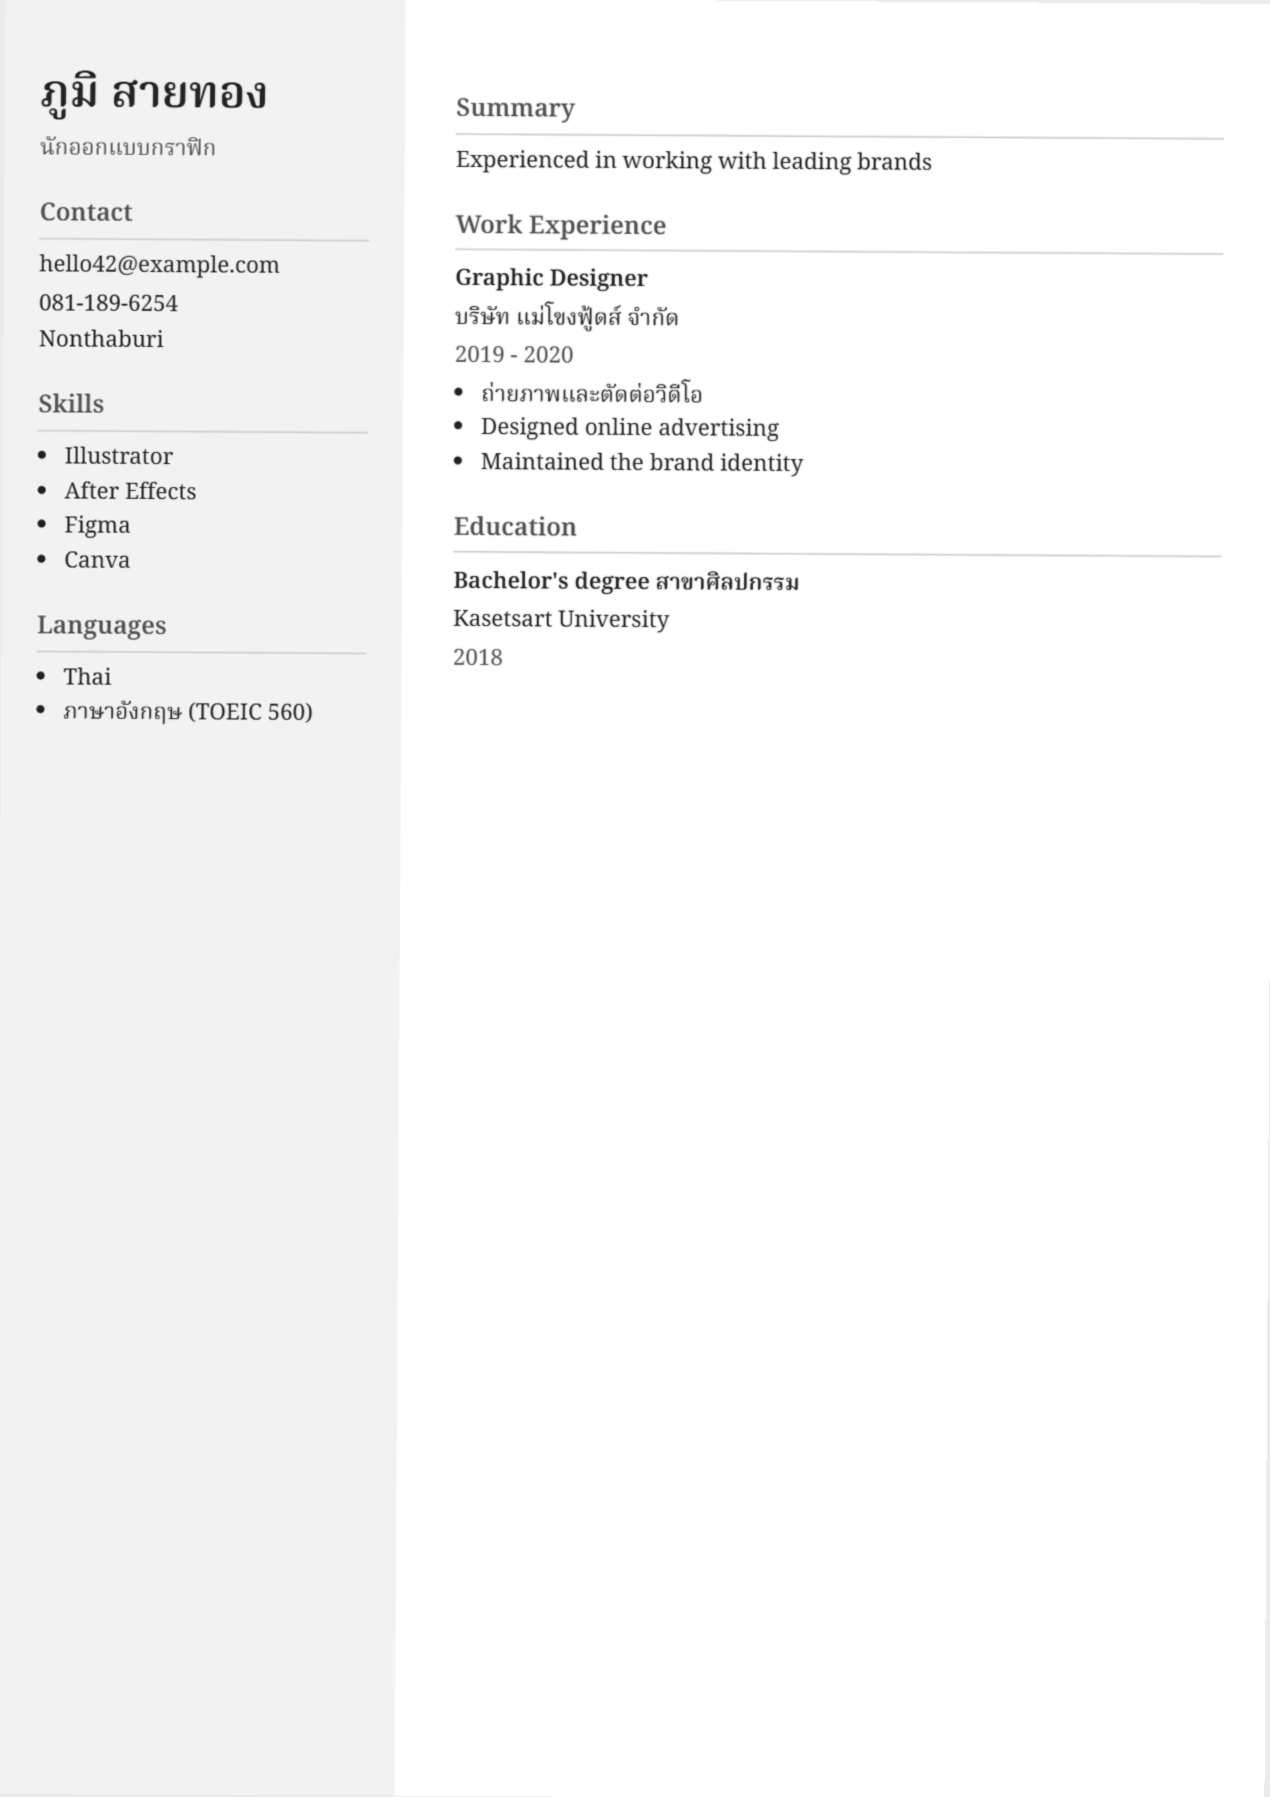 ภูมิ สายทอง
นักออกแบบกราฟิก
Contact
hello42@example.com
081-189-6254
Nonthaburi
Skills
• Illustrator
• After Effects
• Figma
• Canva
Languages
• Thai
• ภาษาอังกฤษ (TOEIC 560)
Summary
Experienced in working with leading brands
Work Experience
Graphic Designer
บริษัท แม่โขงฟู้ดส์ จำกัด
2019 - 2020
• ถ่ายภาพและตัดต่อวิดีโอ
• Designed online advertising
• Maintained the brand identity
Education
Bachelor's degree สาขาศิลปกรรม
Kasetsart University
2018